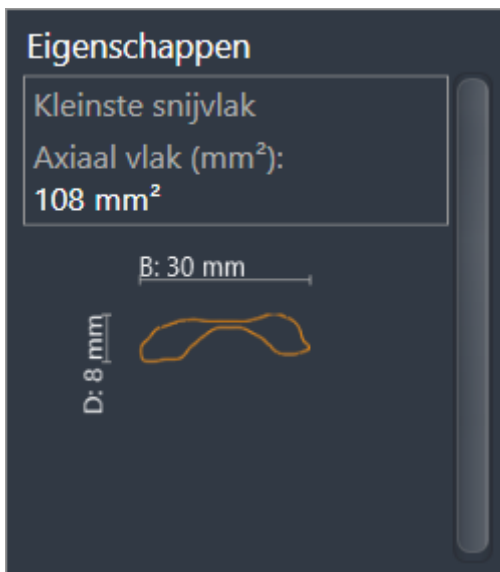 Eigenschappen
Kleinste snijvlak
Axiaal vlak (mm²):
108 mm²
B: 30 mm
D: 8 mm